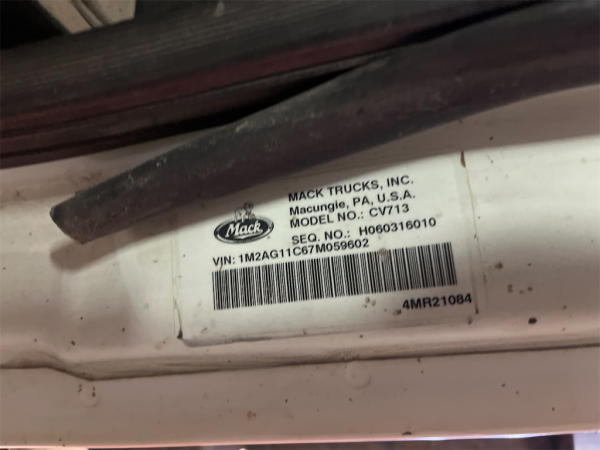 MACK TRUCKS, INC.
Macungie, PA, U.S.A.
MODEL NO.: CV713
Mack
SEQ. NO.: H060316010
VIN: 1M2AG11C67M059602
4MR21084